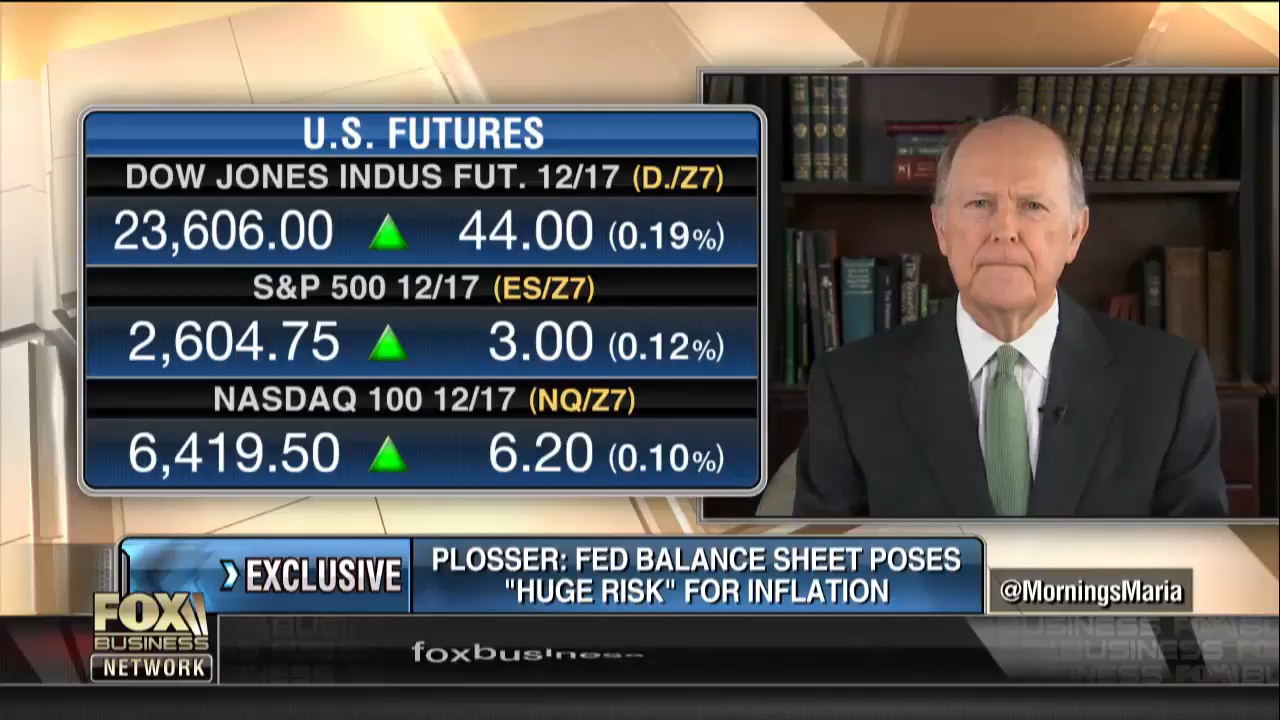 U.S. FUTURES
DOW JONES INDUS FUT. 12/17 (D./Z7)
23,606.00 ▲ 44.00 (0.19%)
S&P 500 12/17 (ES/Z7)
2,604.75 ▲ 3.00 (0.12%)
NASDAQ 100 12/17 (NQ/Z7)
6,419.50 ▲ 6.20 (0.10%)
EXCLUSIVE
PLOSSER: FED BALANCE SHEET POSES
"HUGE RISK" FOR INFLATION
@MorningsMaria
FOX
BUSINESS
NETWORK